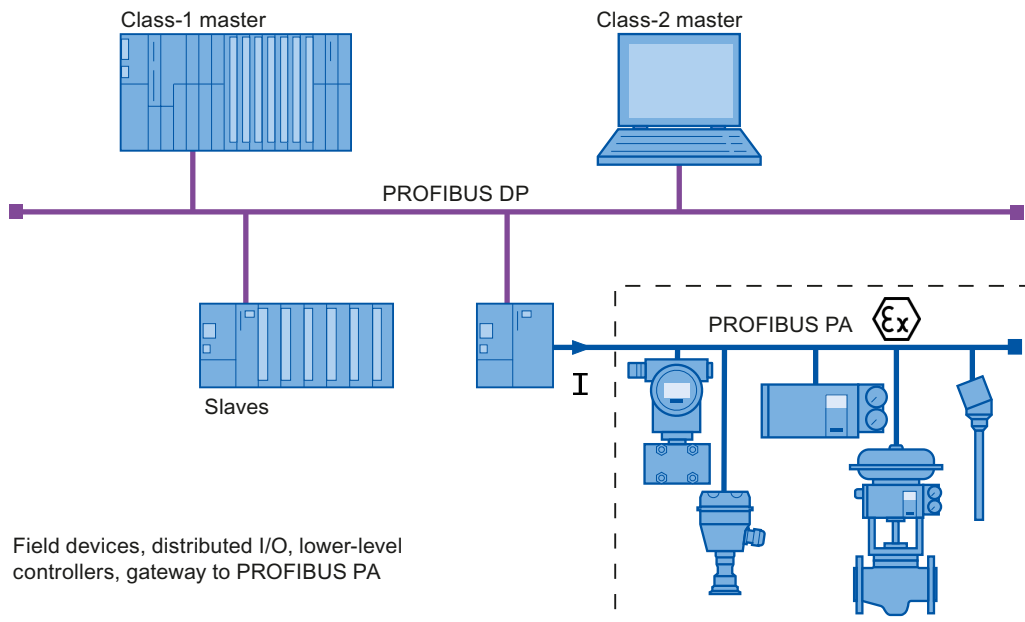 Class-1 master
Class-2 master
PROFIBUS DP
PROFIBUS PA
Ex
I
Slaves
Field devices, distributed I/O, lower-level
controllers, gateway to PROFIBUS PA